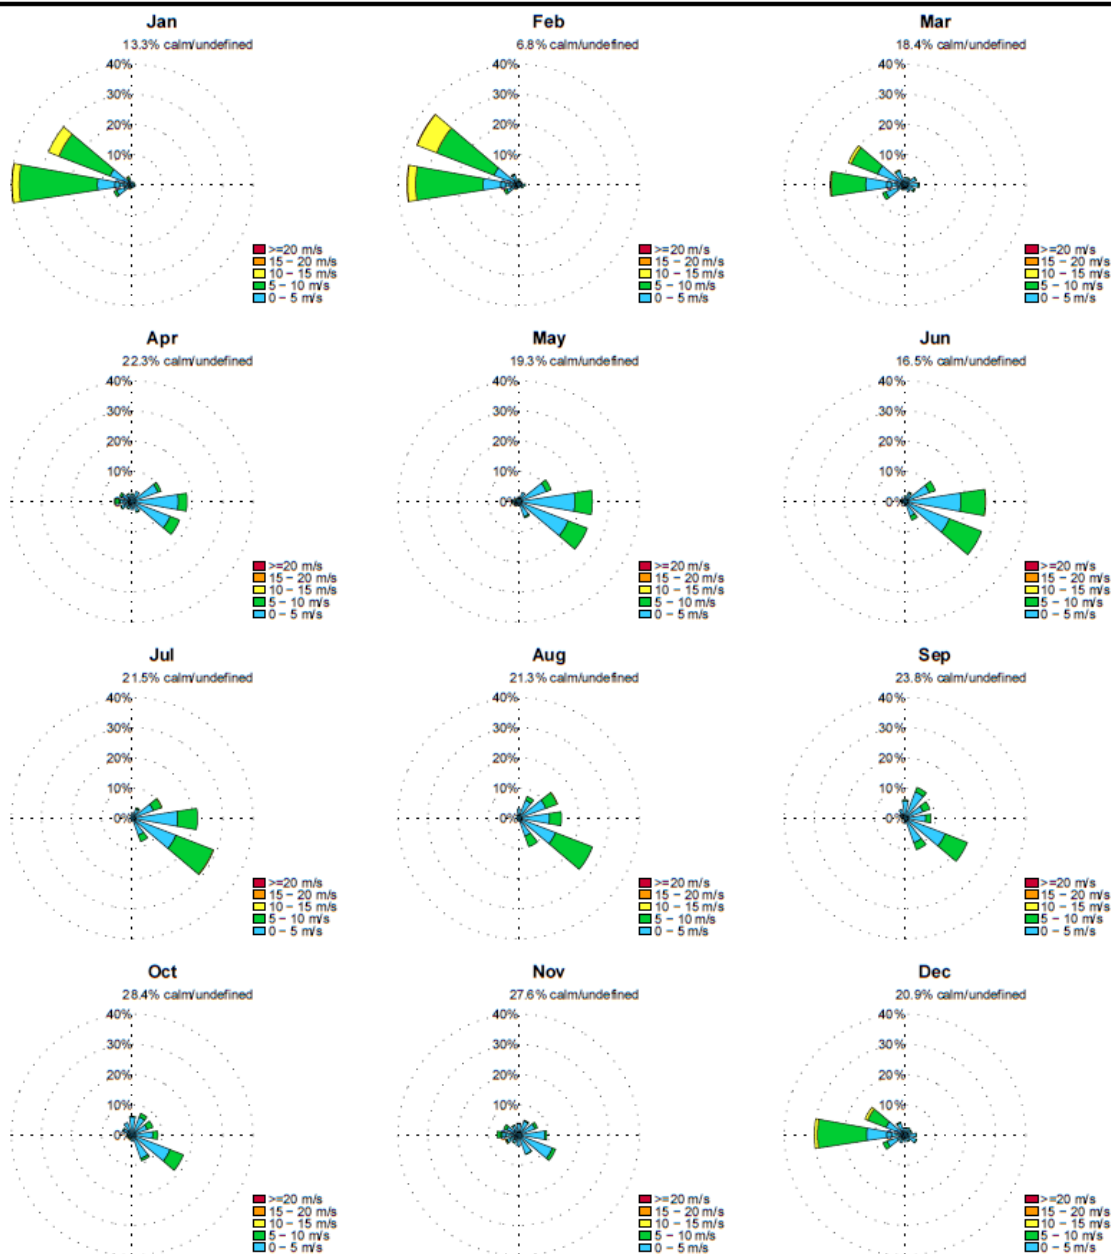 Jan
13.3% calm/undefined
40%
30%
20%
10%
0%
>=20 m/s
15 – 20 m/s
10 – 15 m/s
5 – 10 m/s
0 – 5 m/s
Feb
6.8% calm/undefined
40%
30%
20%
10%
0%
>=20 m/s
15 – 20 m/s
10 – 15 m/s
5 – 10 m/s
0 – 5 m/s
Mar
18.4% calm/undefined
40%
30%
20%
10%
0%
>=20 m/s
15 – 20 m/s
10 – 15 m/s
5 – 10 m/s
0 – 5 m/s
Apr
22.3% calm/undefined
40%
30%
20%
10%
0%
>=20 m/s
15 – 20 m/s
10 – 15 m/s
5 – 10 m/s
0 – 5 m/s
May
19.3% calm/undefined
40%
30%
20%
10%
0%
>=20 m/s
15 – 20 m/s
10 – 15 m/s
5 – 10 m/s
0 – 5 m/s
Jun
16.5% calm/undefined
40%
30%
20%
10%
0%
>=20 m/s
15 – 20 m/s
10 – 15 m/s
5 – 10 m/s
0 – 5 m/s
Jul
21.5% calm/undefined
40%
30%
20%
10%
0%
>=20 m/s
15 – 20 m/s
10 – 15 m/s
5 – 10 m/s
0 – 5 m/s
Aug
21.3% calm/undefined
40%
30%
20%
10%
0%
>=20 m/s
15 – 20 m/s
10 – 15 m/s
5 – 10 m/s
0 – 5 m/s
Sep
23.8% calm/undefined
40%
30%
20%
10%
0%
>=20 m/s
15 – 20 m/s
10 – 15 m/s
5 – 10 m/s
0 – 5 m/s
Oct
28.4% calm/undefined
40%
30%
20%
10%
0%
>=20 m/s
15 – 20 m/s
10 – 15 m/s
5 – 10 m/s
0 – 5 m/s
Nov
27.6% calm/undefined
40%
30%
20%
10%
0%
>=20 m/s
15 – 20 m/s
10 – 15 m/s
5 – 10 m/s
0 – 5 m/s
Dec
20.9% calm/undefined
40%
30%
20%
10%
0%
>=20 m/s
15 – 20 m/s
10 – 15 m/s
5 – 10 m/s
0 – 5 m/s